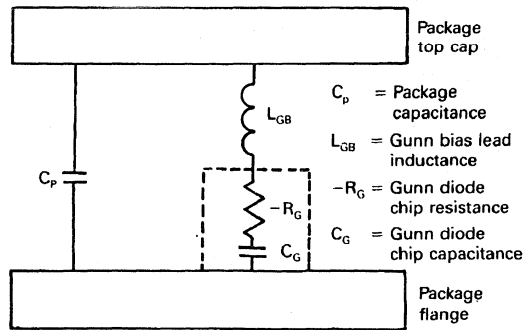 Package
top cap
C_P
L_GB
-R_G
C_G
C_p = Package
capacitance
L_GB = Gunn bias lead
inductance
-R_G = Gunn diode
chip resistance
C_G = Gunn diode
chip capacitance
Package
flange